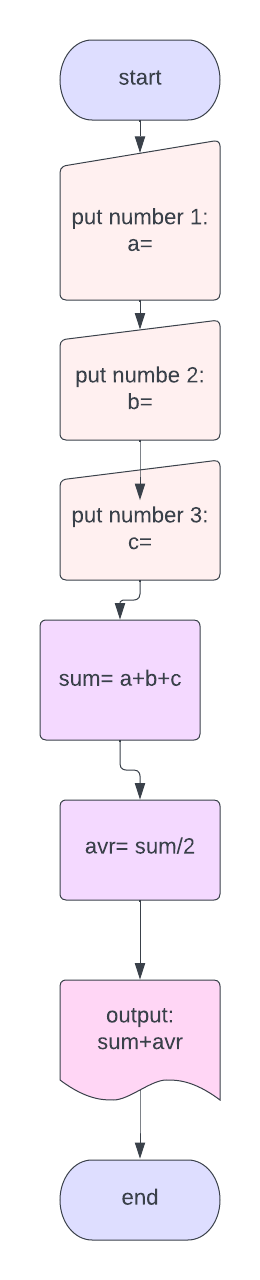 start
put number 1:
a=
put numbe 2:
b=
put number 3:
c=
sum= a+b+c
avr= sum/2
output:
sum+avr
end